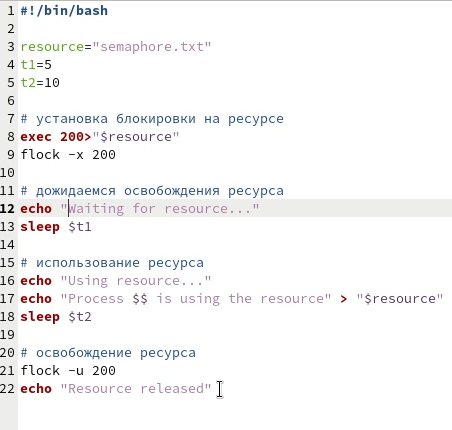 1 #!/bin/bash
2
3 resource="semaphore.txt"
4 t1=5
5 t2=10
6
7 # установка блокировки на ресурсе
8 exec 200>"$resource"
9 flock -x 200
10
11 # дожидаемся освобождения ресурса
12 echo "Waiting for resource..."
13 sleep $t1
14
15 # использование ресурса
16 echo "Using resource..."
17 echo "Process $$ is using the resource" > "$resource"
18 sleep $t2
19
20 # освобождение ресурса
21 flock -u 200
22 echo "Resource released"